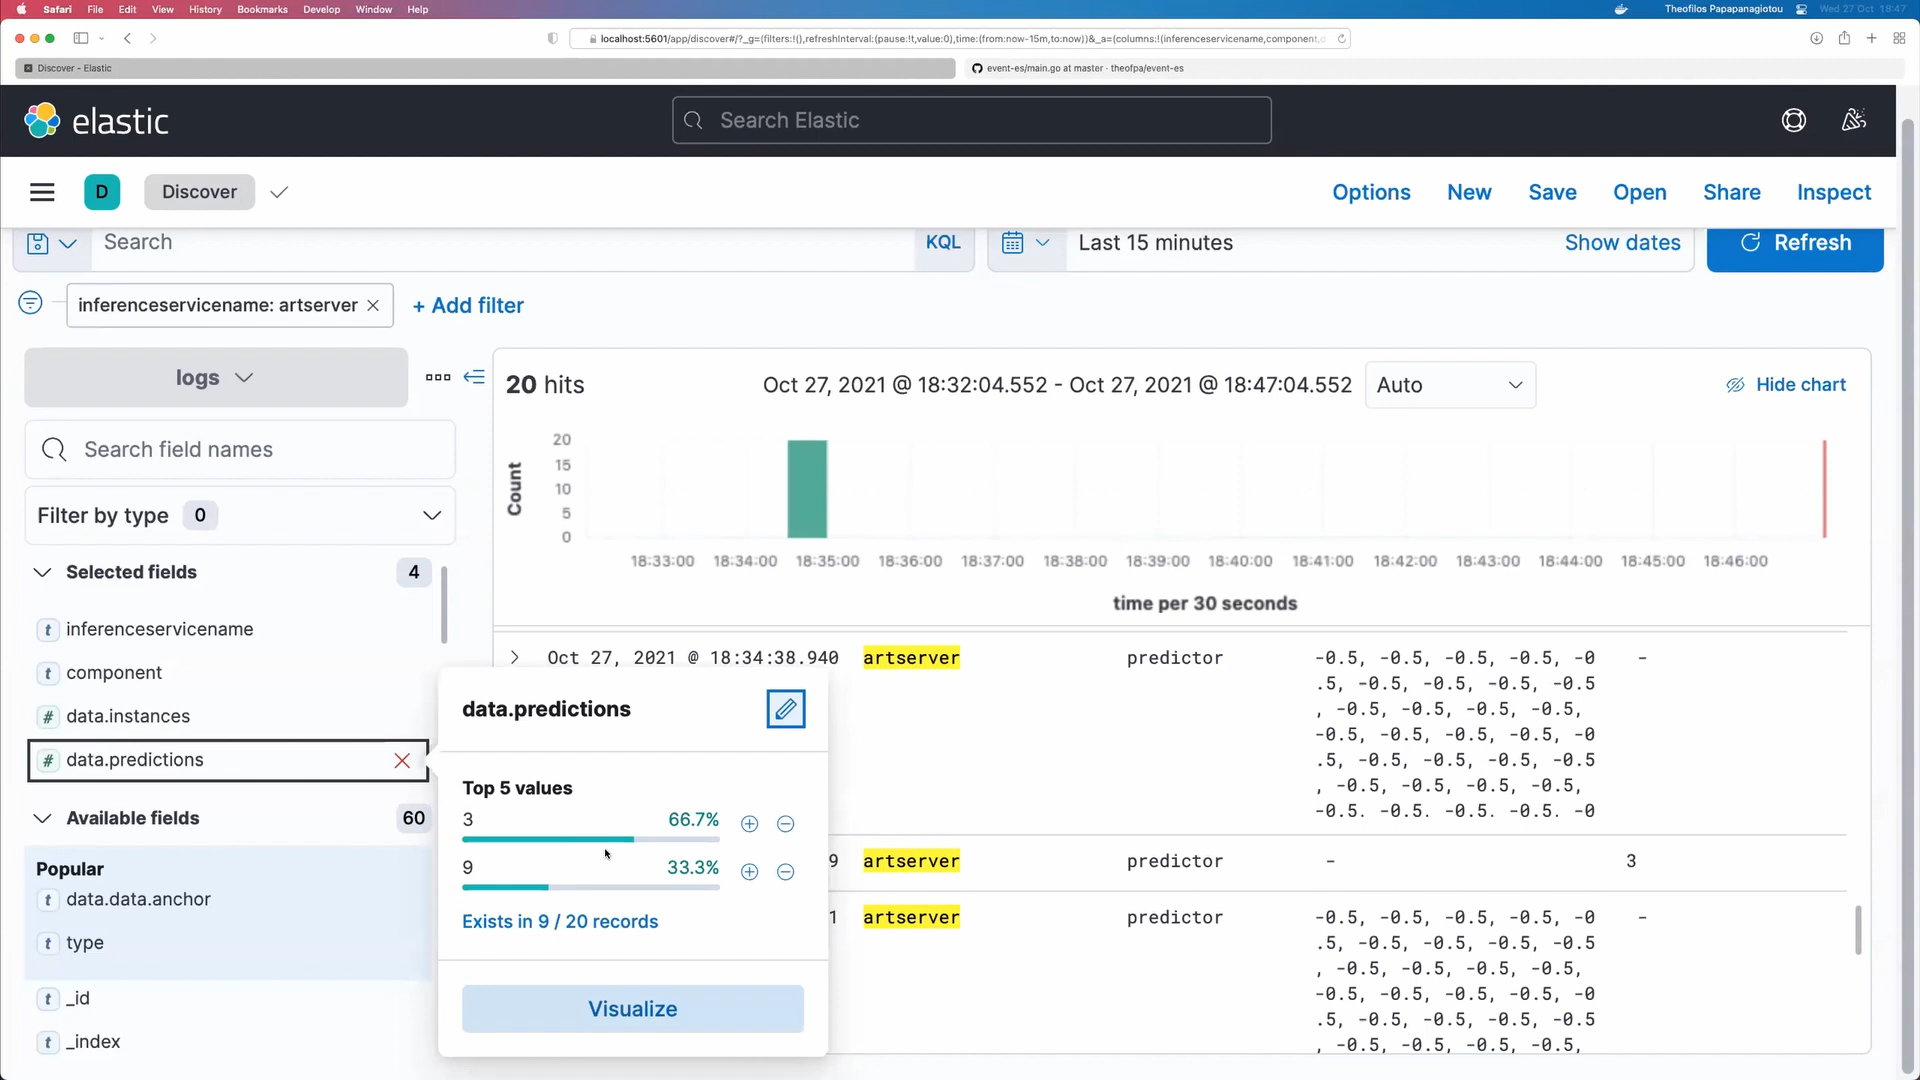 Safari File Edit View History Bookmarks Develop Window Help Theofilos Papapanagiotou Wed 27 Oct 18:47
localhost:5601/app/discover#/?_g=(filters:!(),refreshInterval:(pause:!t,value:0),time:(from:now-15m,to:now))&_a=(columns:!(inferenceservicename,component,d
Discover - Elastic event-es/main.go at master · theofpa/event-es
elastic Search Elastic
D Discover Options New Save Open Share Inspect
Search KQL Last 15 minutes Show dates Refresh
inferenceservicename: artserver + Add filter
logs 20 hits Oct 27, 2021 @ 18:32:04.552 - Oct 27, 2021 @ 18:47:04.552 Auto Hide chart
Search field names
Filter by type 0
Count
20
15
10
5
0
18:33:00 18:34:00 18:35:00 18:36:00 18:37:00 18:38:00 18:39:00 18:40:00 18:41:00 18:42:00 18:43:00 18:44:00 18:45:00 18:46:00
time per 30 seconds
Selected fields 4
t inferenceservicename
t component
# data.instances
# data.predictions
Available fields 60
Popular
t data.data.anchor
t type
t _id
t _index
data.predictions
Top 5 values
3 66.7%
9 33.3%
Exists in 9 / 20 records
Visualize
Oct 27, 2021 @ 18:34:38.940 artserver predictor -0.5, -0.5, -0.5, -0.5, -0 -
.5, -0.5, -0.5, -0.5, -0.5
, -0.5, -0.5, -0.5, -0.5,
-0.5, -0.5, -0.5, -0.5, -0
.5, -0.5, -0.5, -0.5, -0.5
, -0.5, -0.5, -0.5, -0.5,
-0.5, -0.5, -0.5, -0.5, -0
9 artserver predictor - 3
1 artserver predictor -0.5, -0.5, -0.5, -0.5, -0 -
.5, -0.5, -0.5, -0.5, -0.5
, -0.5, -0.5, -0.5, -0.5,
-0.5, -0.5, -0.5, -0.5, -0
.5, -0.5, -0.5, -0.5, -0.5
, -0.5, -0.5, -0.5, -0.5,